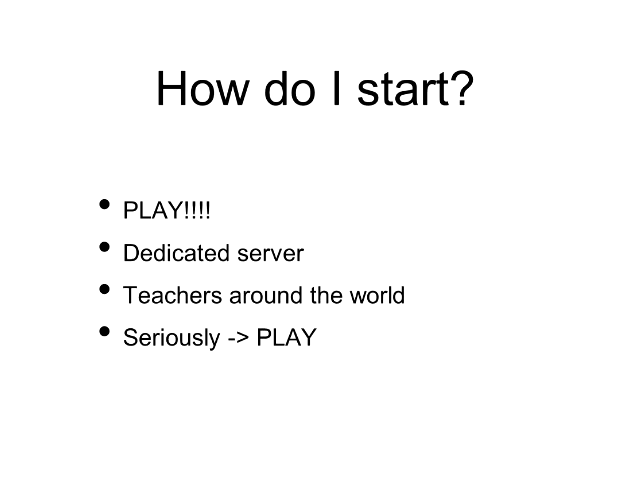 How do I start?
• PLAY!!!!
• Dedicated server
• Teachers around the world
• Seriously -> PLAY